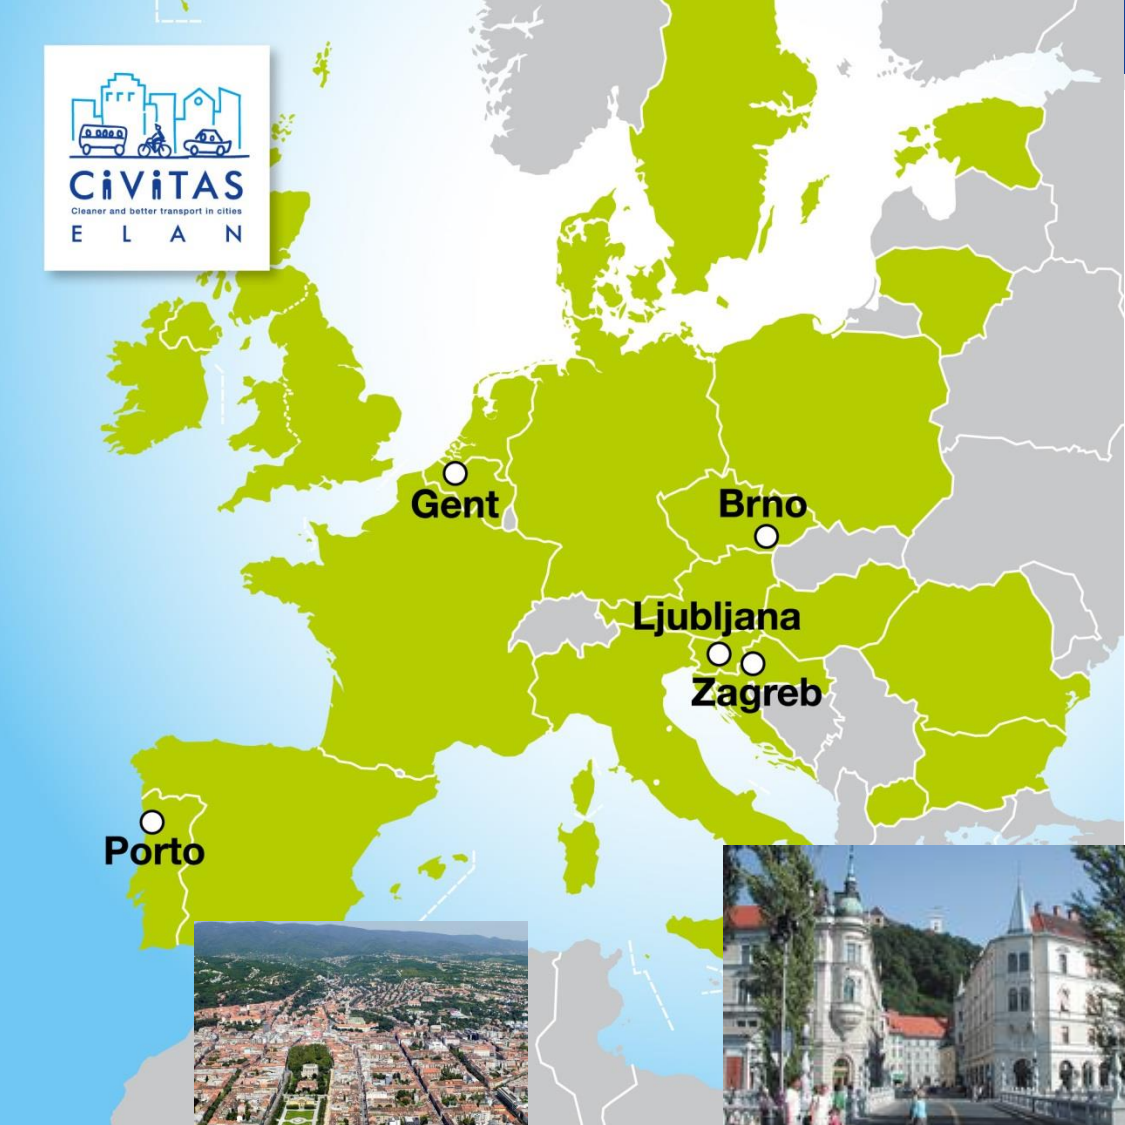 CiViTAS
Cleaner and better transport in cities
E L A N
Gent
Brno
Ljubljana
Zagreb
Porto